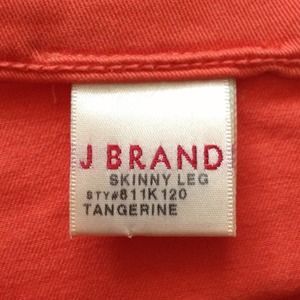 J BRAND
SKINNY LEG
STY#811K120
TANGERINE